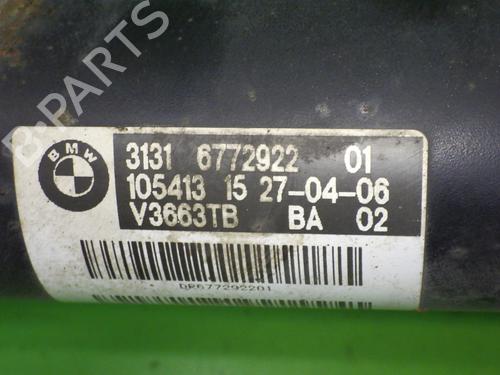 B-PARTS
BMW
3131 6772922 01
105413 15 27-04-06
V3663TB BA 02
DR677292201